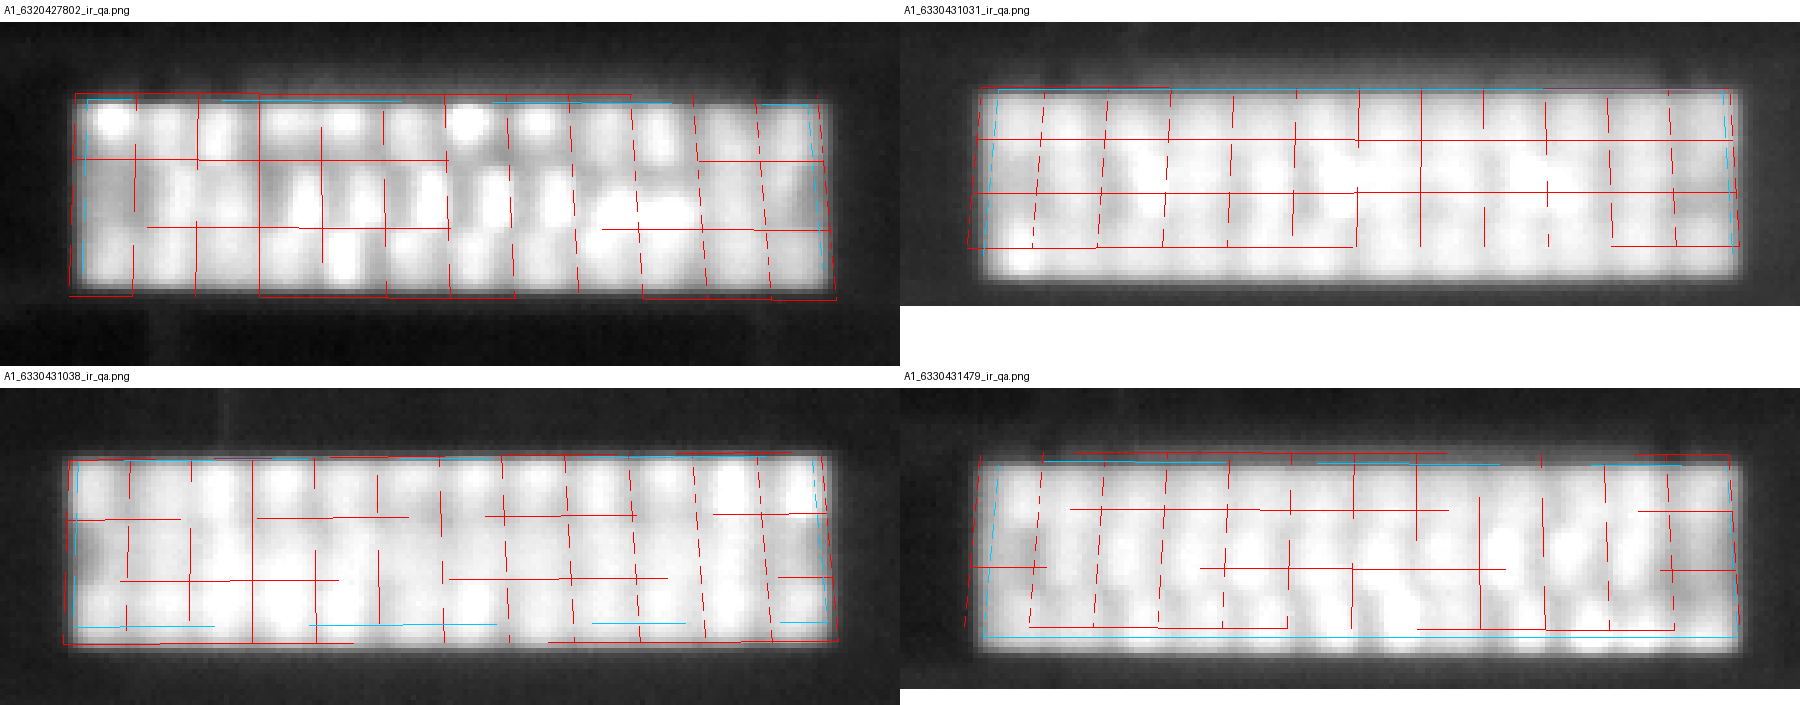 A1_6320427802_ir_qa.png
A1_6330431031_ir_qa.png
A1_6330431038_ir_qa.png
A1_6330431479_ir_qa.png